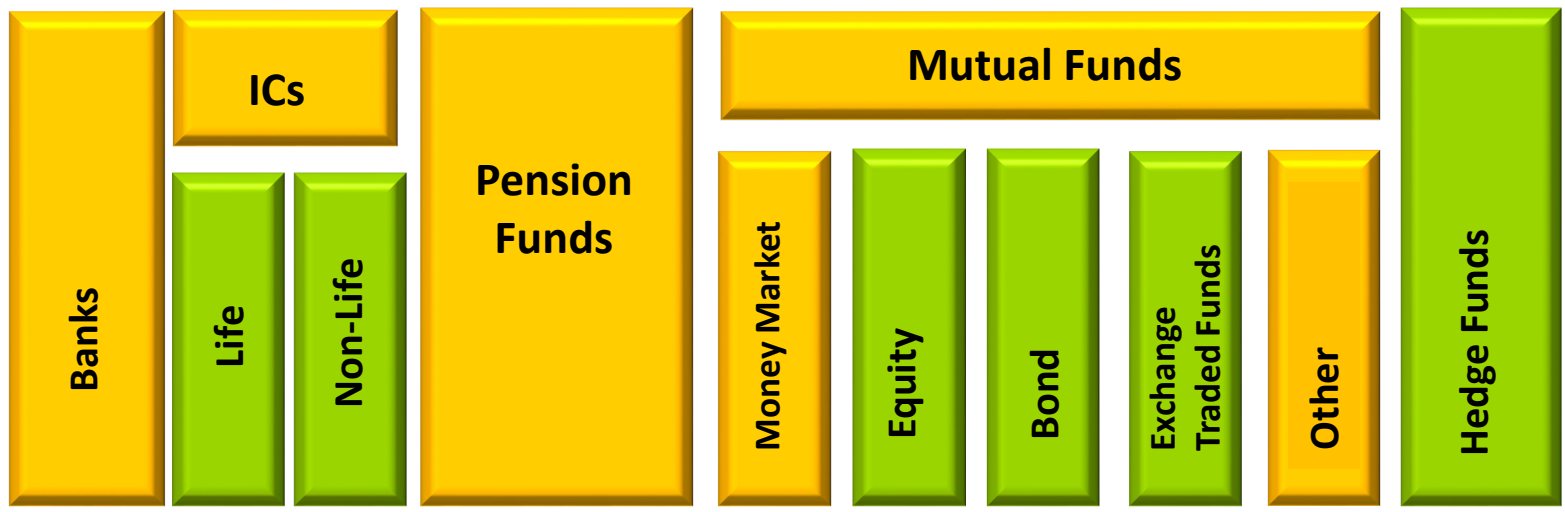 Banks
ICs
Life
Non-Life
Pension
Funds
Mutual Funds
Money Market
Equity
Bond
Exchange
Traded Funds
Other
Hedge Funds